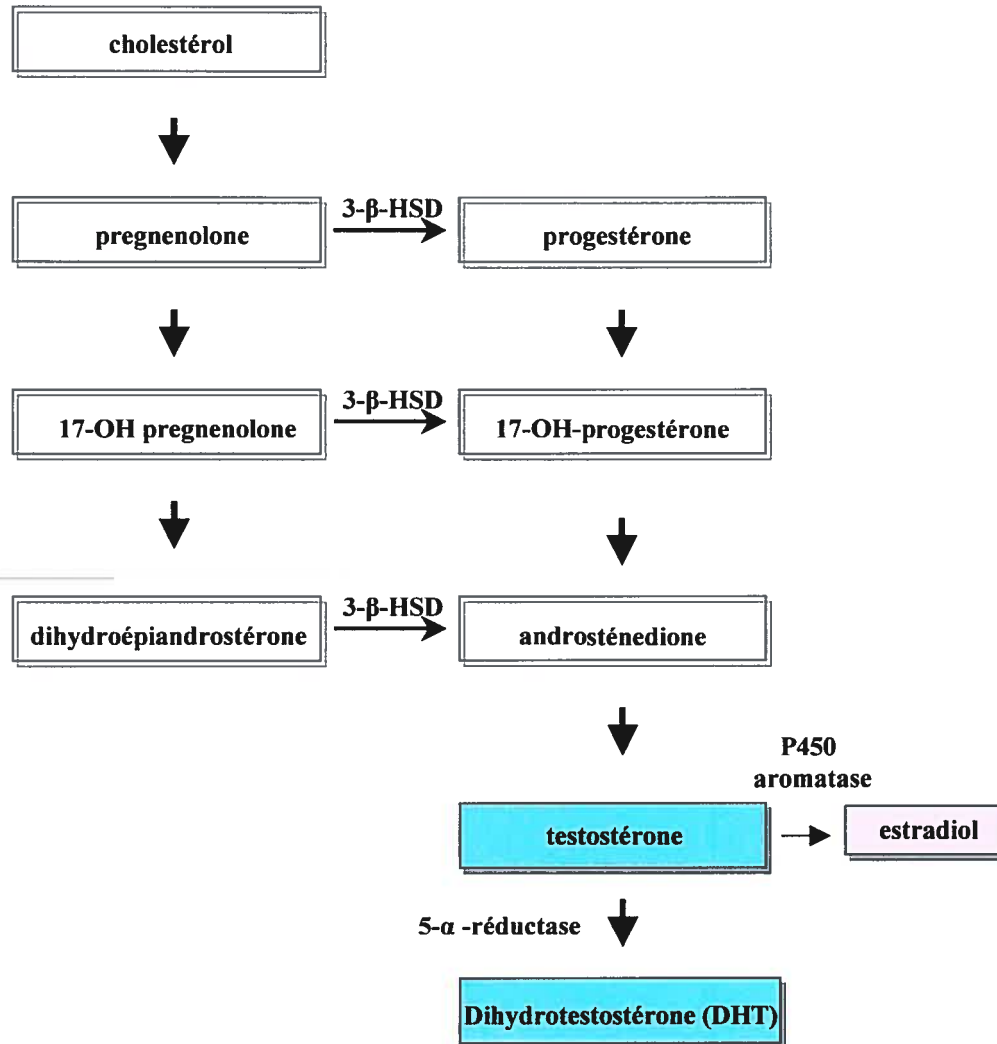 cholestérol
3-β-HSD
pregnenolone
progestérone
3-β-HSD
17-OH pregnenolone
17-OH-progestérone
3-β-HSD
dihydroépiandrostérone
androsténedione
P450
aromatase
testostérone
estradiol
5-α -réductase
Dihydrotestostérone (DHT)